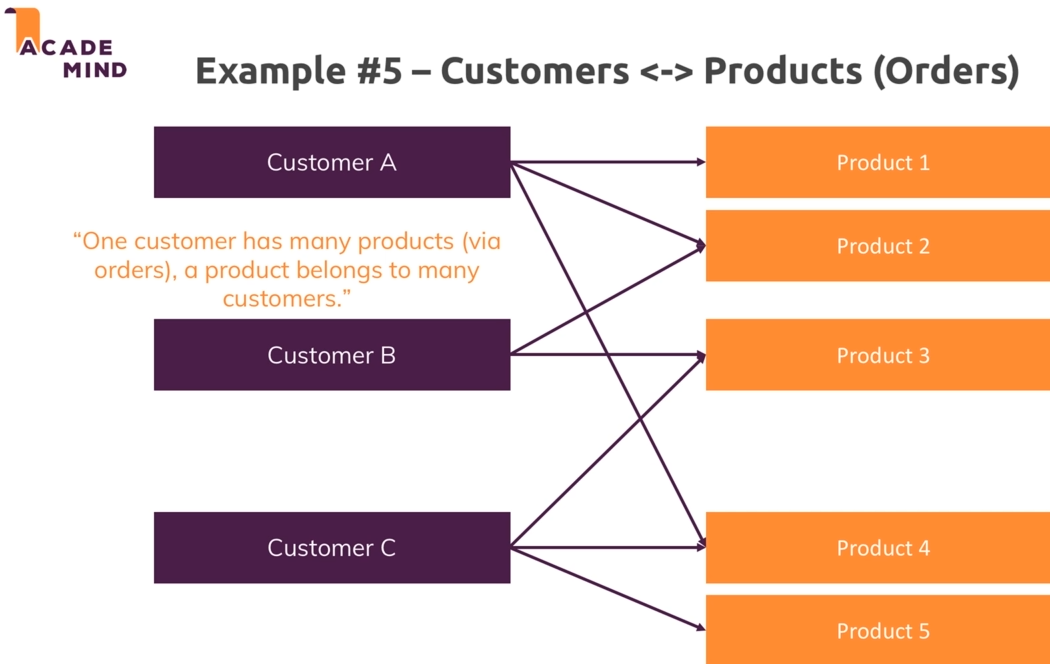 ACADE
MIND
Example #5 – Customers <-> Products (Orders)
Customer A
Product 1
Product 2
“One customer has many products (via
orders), a product belongs to many
customers.”
Customer B
Product 3
Customer C
Product 4
Product 5